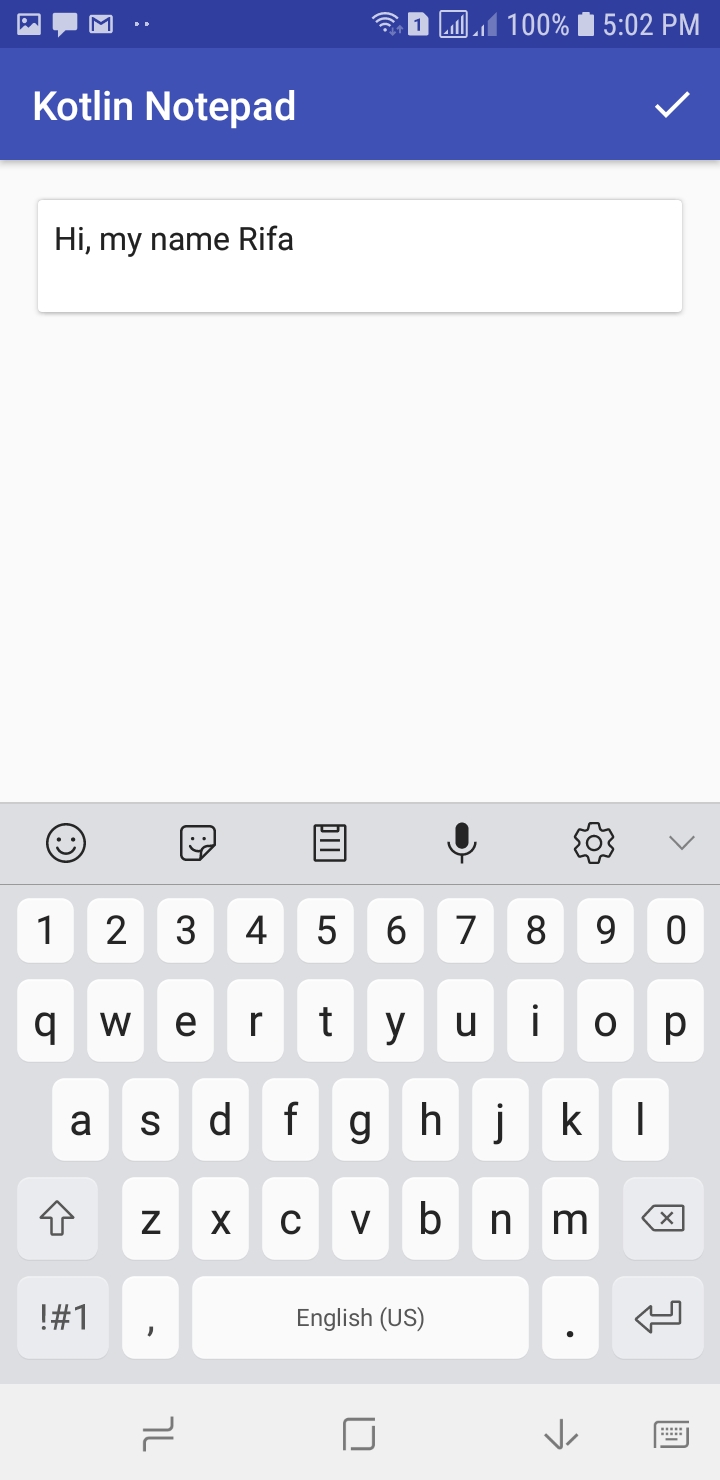 1 100% 5:02 PM
Kotlin Notepad
Hi, my name Rifa
1 2 3 4 5 6 7 8 9 0
q w e r t y u i o p
a s d f g h j k l
z x c v b n m
!#1 , English (US) .